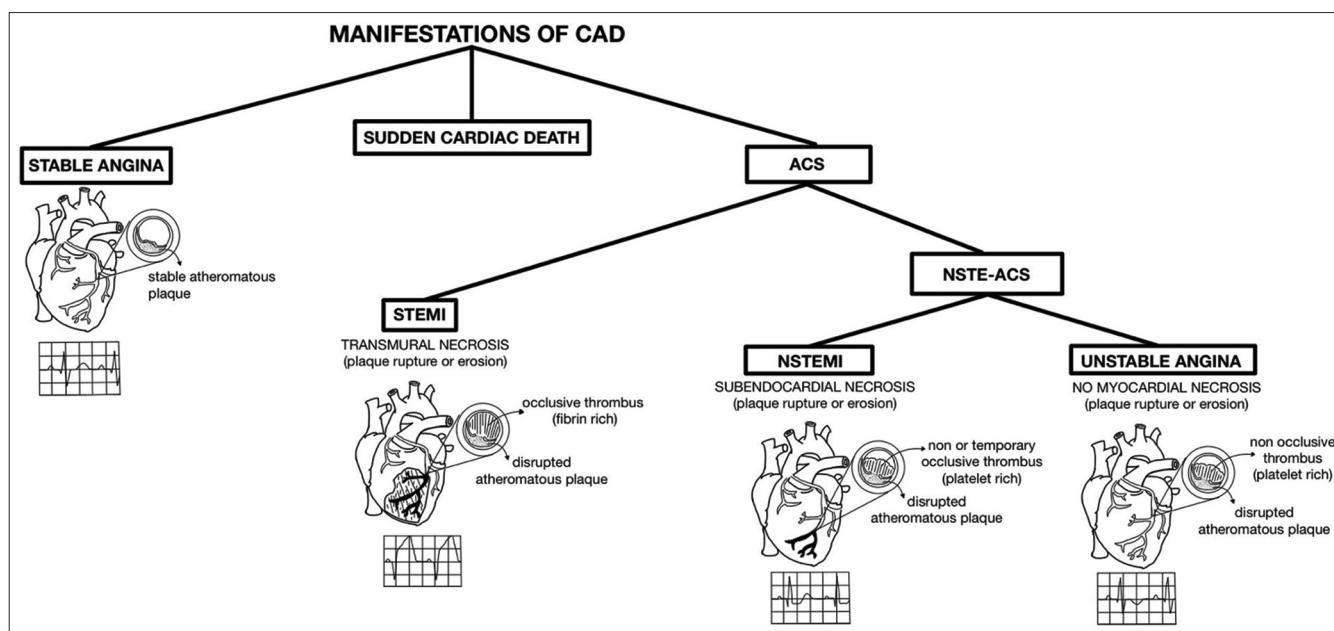 MANIFESTATIONS OF CAD
SUDDEN CARDIAC DEATH
STABLE ANGINA
ACS
stable atheromatous
plaque
NSTE-ACS
STEMI
TRANSMURAL NECROSIS
(plaque rupture or erosion)
occlusive thrombus
(fibrin rich)
disrupted
atheromatous plaque
NSTEMI
SUBENDOCARDIAL NECROSIS
(plaque rupture or erosion)
non or temporary
occlusive thrombus
(platelet rich)
disrupted
atheromatous plaque
UNSTABLE ANGINA
NO MYOCARDIAL NECROSIS
(plaque rupture or erosion)
non occlusive
thrombus
(platelet rich)
disrupted
atheromatous plaque